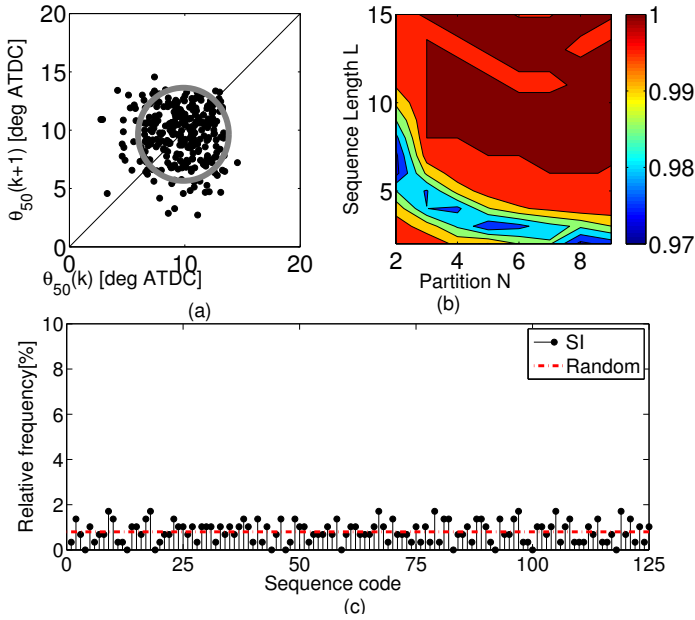 20
15
10
5
0
θ50(k+1) [deg ATDC]
0
10
20
θ50(k) [deg ATDC]
(a)
15
10
5
Sequence Length L
2
4
6
8
Partition N
(b)
1
0.99
0.98
0.97
10
8
6
4
2
0
Relative frequency[%]
SI
Random
0
25
50
75
100
125
Sequence code
(c)